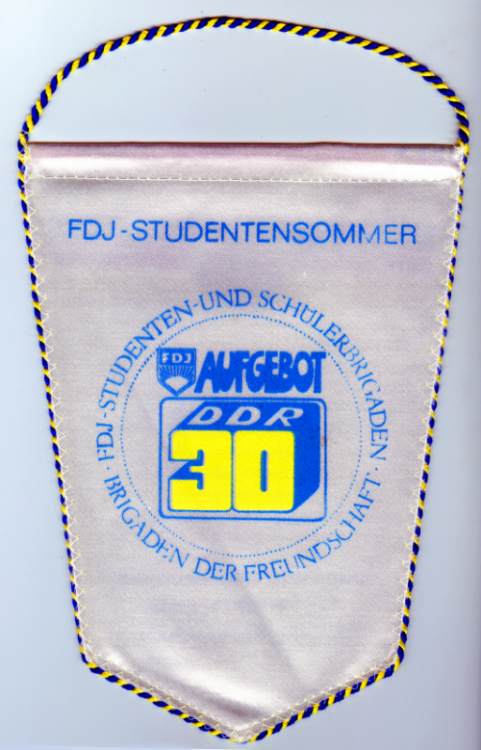 FDJ-STUDENTENSOMMER
FDJ-STUDENTEN-UND SCHÜLERBRIGADEN ·
BRIGADEN DER FREUNDSCHAFT ·
FDJ
AUFGEBOT
DDR
30